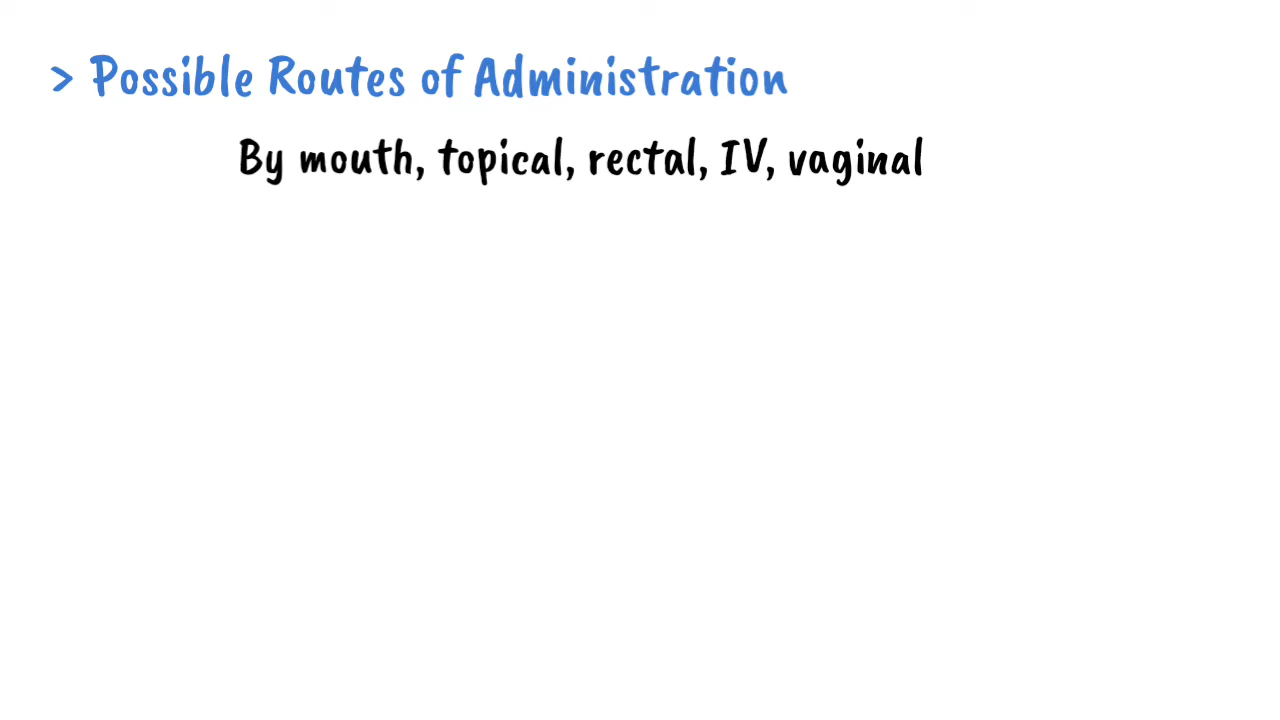 > Possible Routes of Administration
By mouth, topical, rectal, IV, vaginal